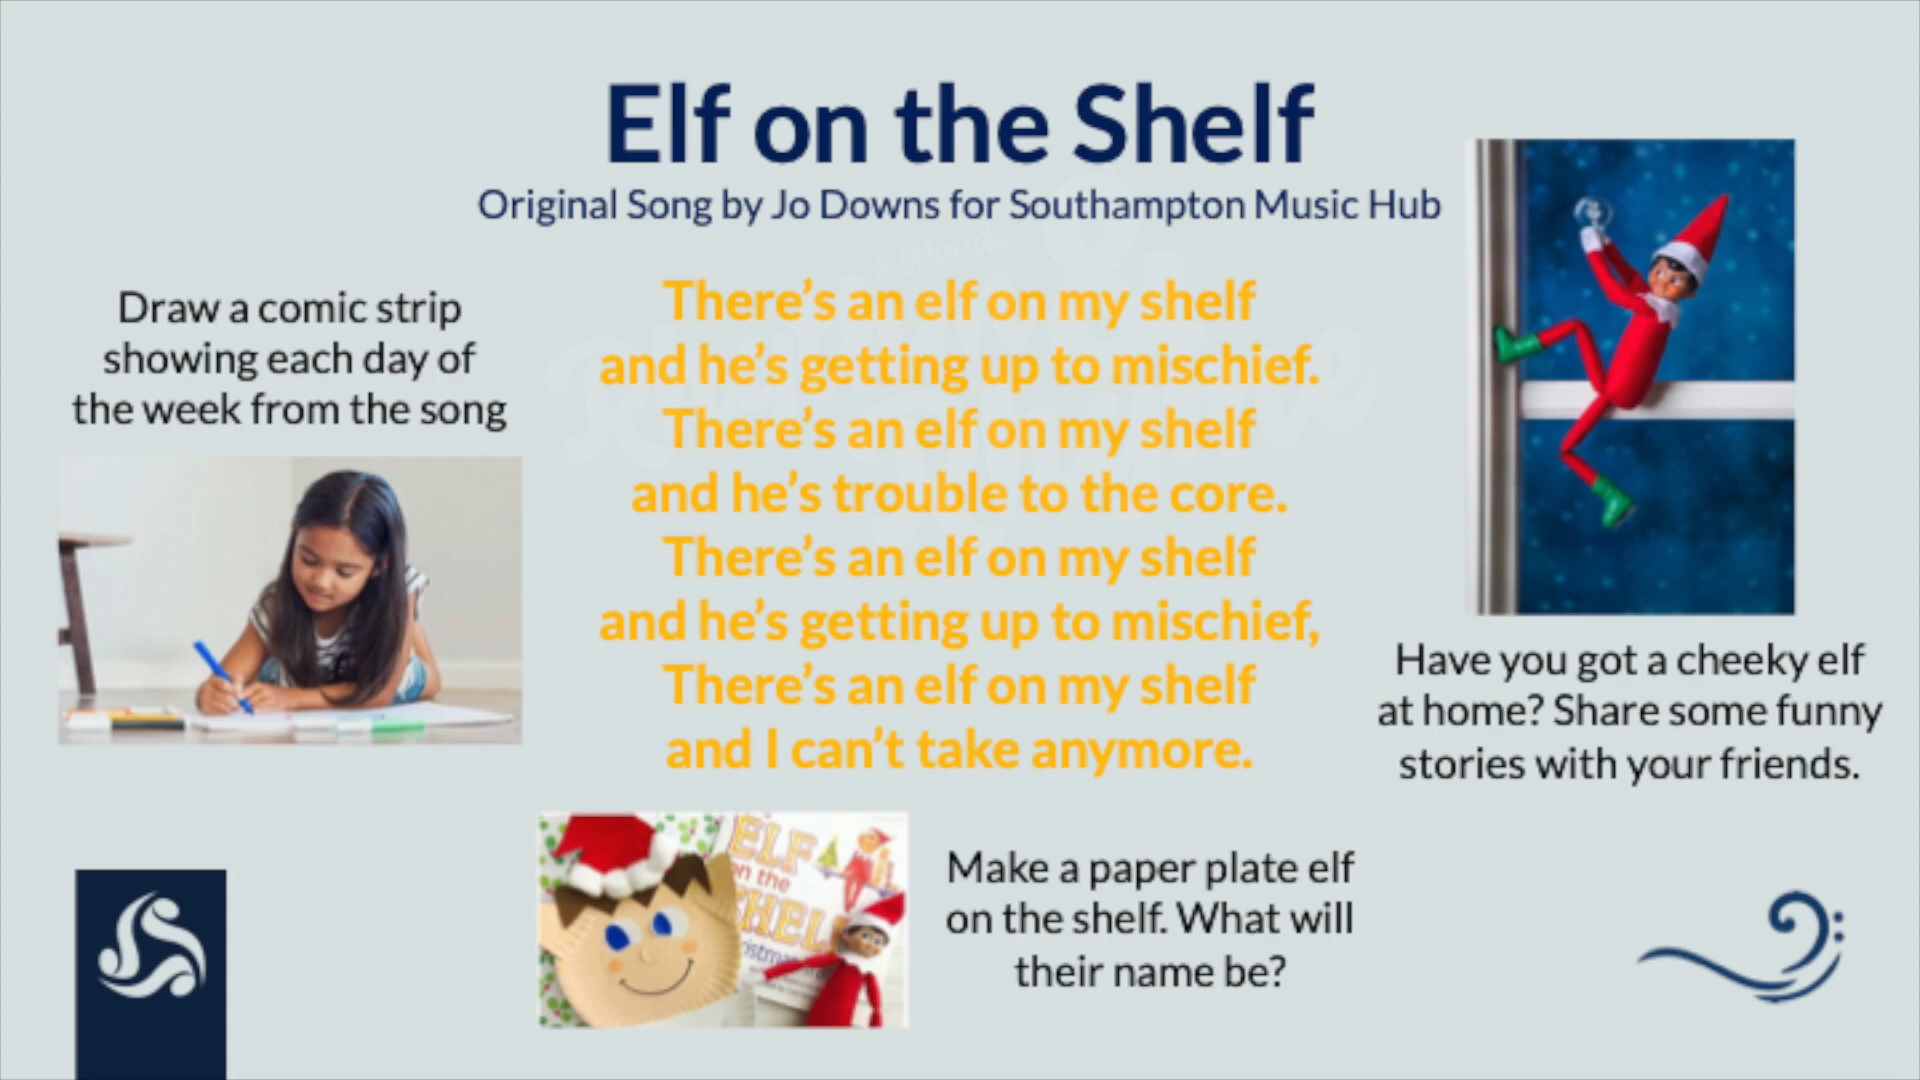 Elf on the Shelf
Original Song by Jo Downs for Southampton Music Hub
Draw a comic strip
showing each day of
the week from the song
There's an elf on my shelf
and he's getting up to mischief.
There's an elf on my shelf
and he's trouble to the core.
There's an elf on my shelf
and he's getting up to mischief,
There's an elf on my shelf
and I can't take anymore.
Have you got a cheeky elf
at home? Share some funny
stories with your friends.
ELF
on the
SHELF
Make a paper plate elf
on the shelf. What will
their name be?